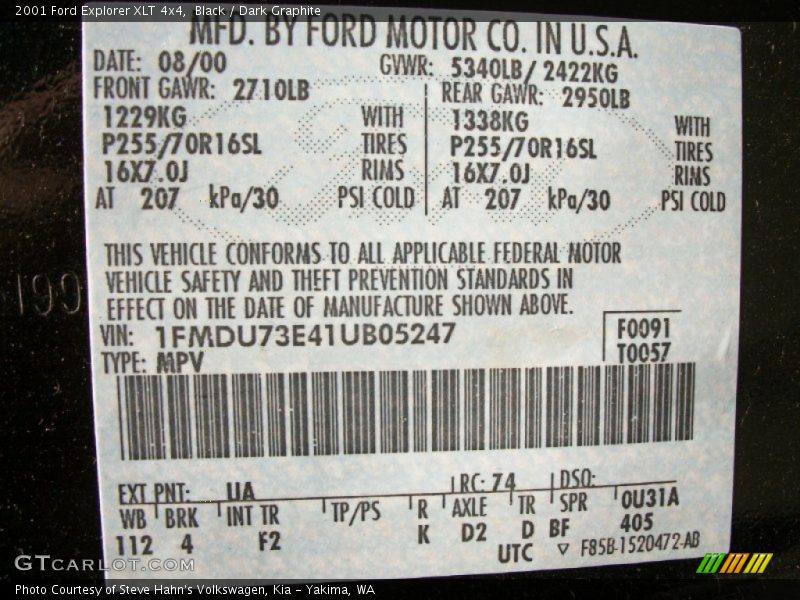 2001 Ford Explorer XLT 4x4, Black / Dark Graphite
MFD. BY FORD MOTOR CO. IN U.S.A.
DATE: 08/00 GVWR: 5340LB/ 2422KG
FRONT GAWR: 2710LB REAR GAWR: 2950LB
1229KG WITH 1338KG WITH
P255/70R16SL TIRES P255/70R16SL TIRES
16X7.0J RIMS 16X7.0J RIMS
AT 207 kPa/30 PSI COLD AT 207 kPa/30 PSI COLD
THIS VEHICLE CONFORMS TO ALL APPLICABLE FEDERAL MOTOR
VEHICLE SAFETY AND THEFT PREVENTION STANDARDS IN
EFFECT ON THE DATE OF MANUFACTURE SHOWN ABOVE.
VIN: 1FMDU73E41UB05247 F0091
TYPE: MPV T0057
EXT PNT: UA RC: 74 DSO:
WB BRK INT TR TP/PS R AXLE TR SPR 0U31A
112 4 F2 K D2 D BF 405
UTC ▽ F85B-1520472-AB
GTCARLOT.COM
Photo Courtesy of Steve Hahn's Volkswagen, Kia - Yakima, WA